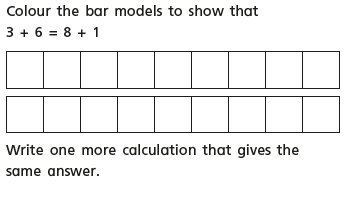 Colour the bar models to show that
3 + 6 = 8 + 1
Write one more calculation that gives the
same answer.